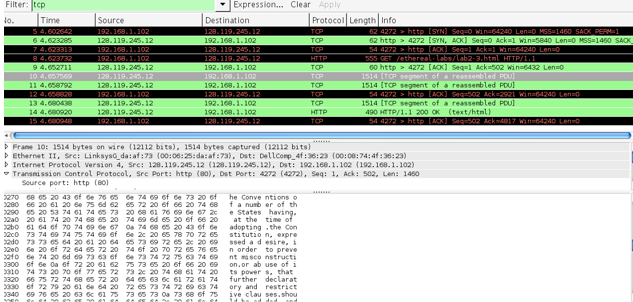 Filter: tcp Expression... Clear Apply
No. Time Source Destination Protocol Length Info
5 4.602642 192.168.1.102 128.119.245.12 TCP 62 4272 > http [SYN] Seq=0 Win=64240 Len=0 MSS=1460 SACK_PERM=1
6 4.623285 128.119.245.12 192.168.1.102 TCP 62 http > 4272 [SYN, ACK] Seq=0 Ack=1 Win=5840 Len=0 MSS=1460 SACK_
7 4.623313 192.168.1.102 128.119.245.12 TCP 54 4272 > http [ACK] Seq=1 Ack=1 Win=64240 Len=0
8 4.623732 192.168.1.102 128.119.245.12 HTTP 555 GET /ethereal-labs/lab2-3.html HTTP/1.1
9 4.652711 128.119.245.12 192.168.1.102 TCP 60 http > 4272 [ACK] Seq=1 Ack=502 Win=6432 Len=0
10 4.657569 128.119.245.12 192.168.1.102 TCP 1514 [TCP segment of a reassembled PDU]
11 4.658792 128.119.245.12 192.168.1.102 TCP 1514 [TCP segment of a reassembled PDU]
12 4.658820 192.168.1.102 128.119.245.12 TCP 54 4272 > http [ACK] Seq=502 Ack=2921 Win=64240 Len=0
13 4.680438 128.119.245.12 192.168.1.102 TCP 1514 [TCP segment of a reassembled PDU]
14 4.680920 128.119.245.12 192.168.1.102 HTTP 490 HTTP/1.1 200 OK (text/html)
15 4.680948 192.168.1.102 128.119.245.12 TCP 54 4272 > http [ACK] Seq=502 Ack=4817 Win=64240 Len=0
Frame 10: 1514 bytes on wire (12112 bits), 1514 bytes captured (12112 bits)
Ethernet II, Src: LinksysG_da:af:73 (00:06:25:da:af:73), Dst: DellComp_4f:36:23 (00:08:74:4f:36:23)
Internet Protocol Version 4, Src: 128.119.245.12 (128.119.245.12), Dst: 192.168.1.102 (192.168.1.102)
Transmission Control Protocol, Src Port: http (80), Dst Port: 4272 (4272), Seq: 1, Ack: 502, Len: 1460
Source port: http (80)
0270 68 65 20 43 6f 6e 76 65 6e 74 69 6f 6e 73 20 6f he Conve ntions o
0280 66 20 61 20 6e 75 6d 62 65 72 20 6f 66 20 74 68 f a numb er of th
0290 65 20 53 74 61 74 65 73 20 68 61 76 69 6e 67 2c e States having,
02a0 20 61 74 20 74 68 65 20 74 69 6d 65 20 6f 66 20 at the time of
02b0 61 64 6f 70 74 69 6e 67 0a 74 68 65 20 43 6f 6e adopting .the Con
02c0 73 74 69 74 75 74 69 6f 6e 2c 20 65 78 70 72 65 stitutio n, expre
02d0 73 73 65 64 20 61 20 64 65 73 69 72 65 2c 20 69 ssed a d esire, i
02e0 6e 20 6f 72 64 65 72 20 74 6f 20 70 72 65 76 65 n order to preve
02f0 6e 74 20 6d 69 73 63 6f 6e 73 74 72 75 63 74 69 nt misco nstructi
0300 6f 6e 0a 6f 72 20 61 62 75 73 65 20 6f 66 20 69 on.or ab use of i
0310 74 73 20 70 6f 77 65 72 73 2c 20 74 68 61 74 20 ts power s, that
0320 66 75 72 74 68 65 72 20 64 65 63 6c 61 72 61 74 further declarat
0330 6f 72 79 20 61 6e 64 20 72 65 73 74 72 69 63 74 ory and restrict
0340 69 76 65 20 63 6c 61 75 73 65 73 0a 73 68 6f 75 ive clau ses.shou